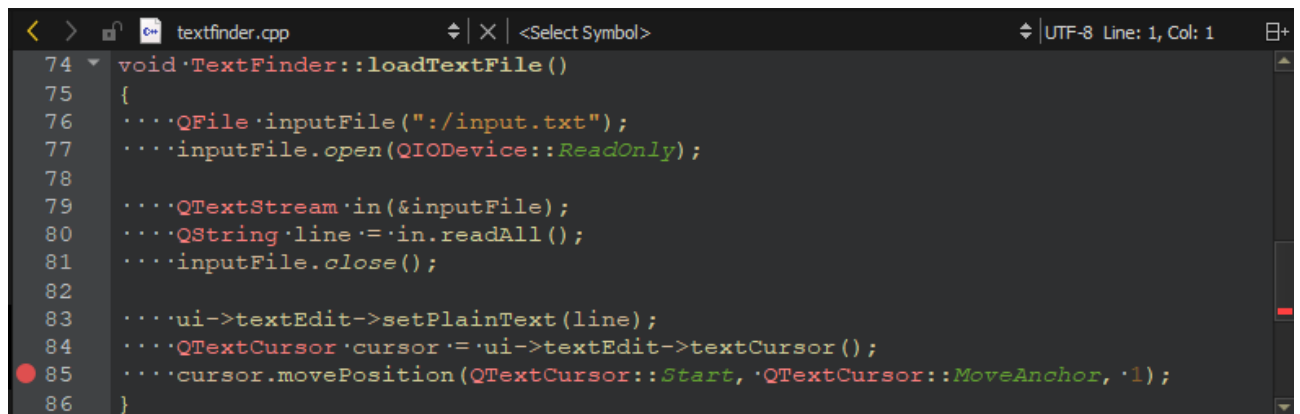 textfinder.cpp <Select Symbol> UTF-8 Line: 1, Col: 1
74 void TextFinder::loadTextFile()
75 {
76     QFile inputFile(":/input.txt");
77     inputFile.open(QIODevice::ReadOnly);
78
79     QTextStream in(&inputFile);
80     QString line = in.readAll();
81     inputFile.close();
82
83     ui->textEdit->setPlainText(line);
84     QTextCursor cursor = ui->textEdit->textCursor();
85     cursor.movePosition(QTextCursor::Start, QTextCursor::MoveAnchor, 1);
86 }